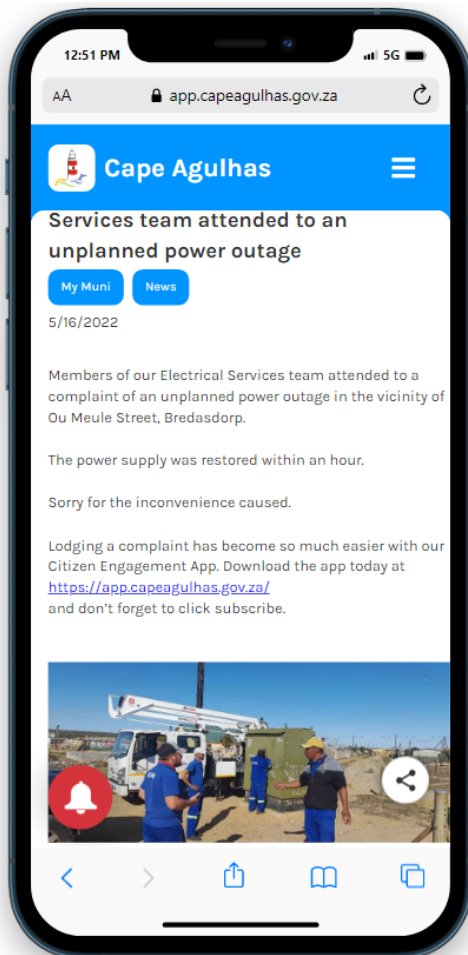 12:51 PM
5G
AA
app.capeagulhas.gov.za
Cape Agulhas
Services team attended to an
unplanned power outage
My Muni
News
5/16/2022
Members of our Electrical Services team attended to a
complaint of an unplanned power outage in the vicinity of
Ou Meule Street, Bredasdorp.
The power supply was restored within an hour.
Sorry for the inconvenience caused.
Lodging a complaint has become so much easier with our
Citizen Engagement App. Download the app today at
https://app.capeagulhas.gov.za/
and don't forget to click subscribe.